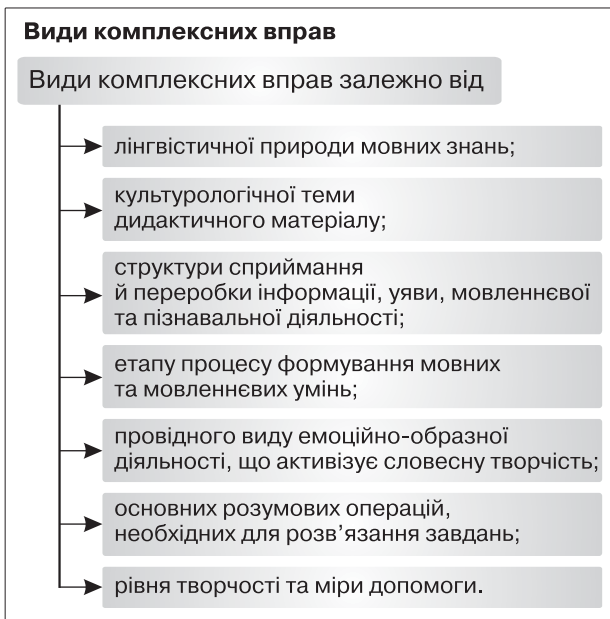 Види комплексних вправ
Види комплексних вправ залежно від
лінгвістичної природи мовних знань;
культурологічної теми
дидактичного матеріалу;
структури сприймання
й переробки інформації, уяви, мовленнєвої
та пізнавальної діяльності;
етапу процесу формування мовних
та мовленнєвих умінь;
провідного виду емоційно-образної
діяльності, що активізує словесну творчість;
основних розумових операцій,
необхідних для розв’язання завдань;
рівня творчості та міри допомоги.